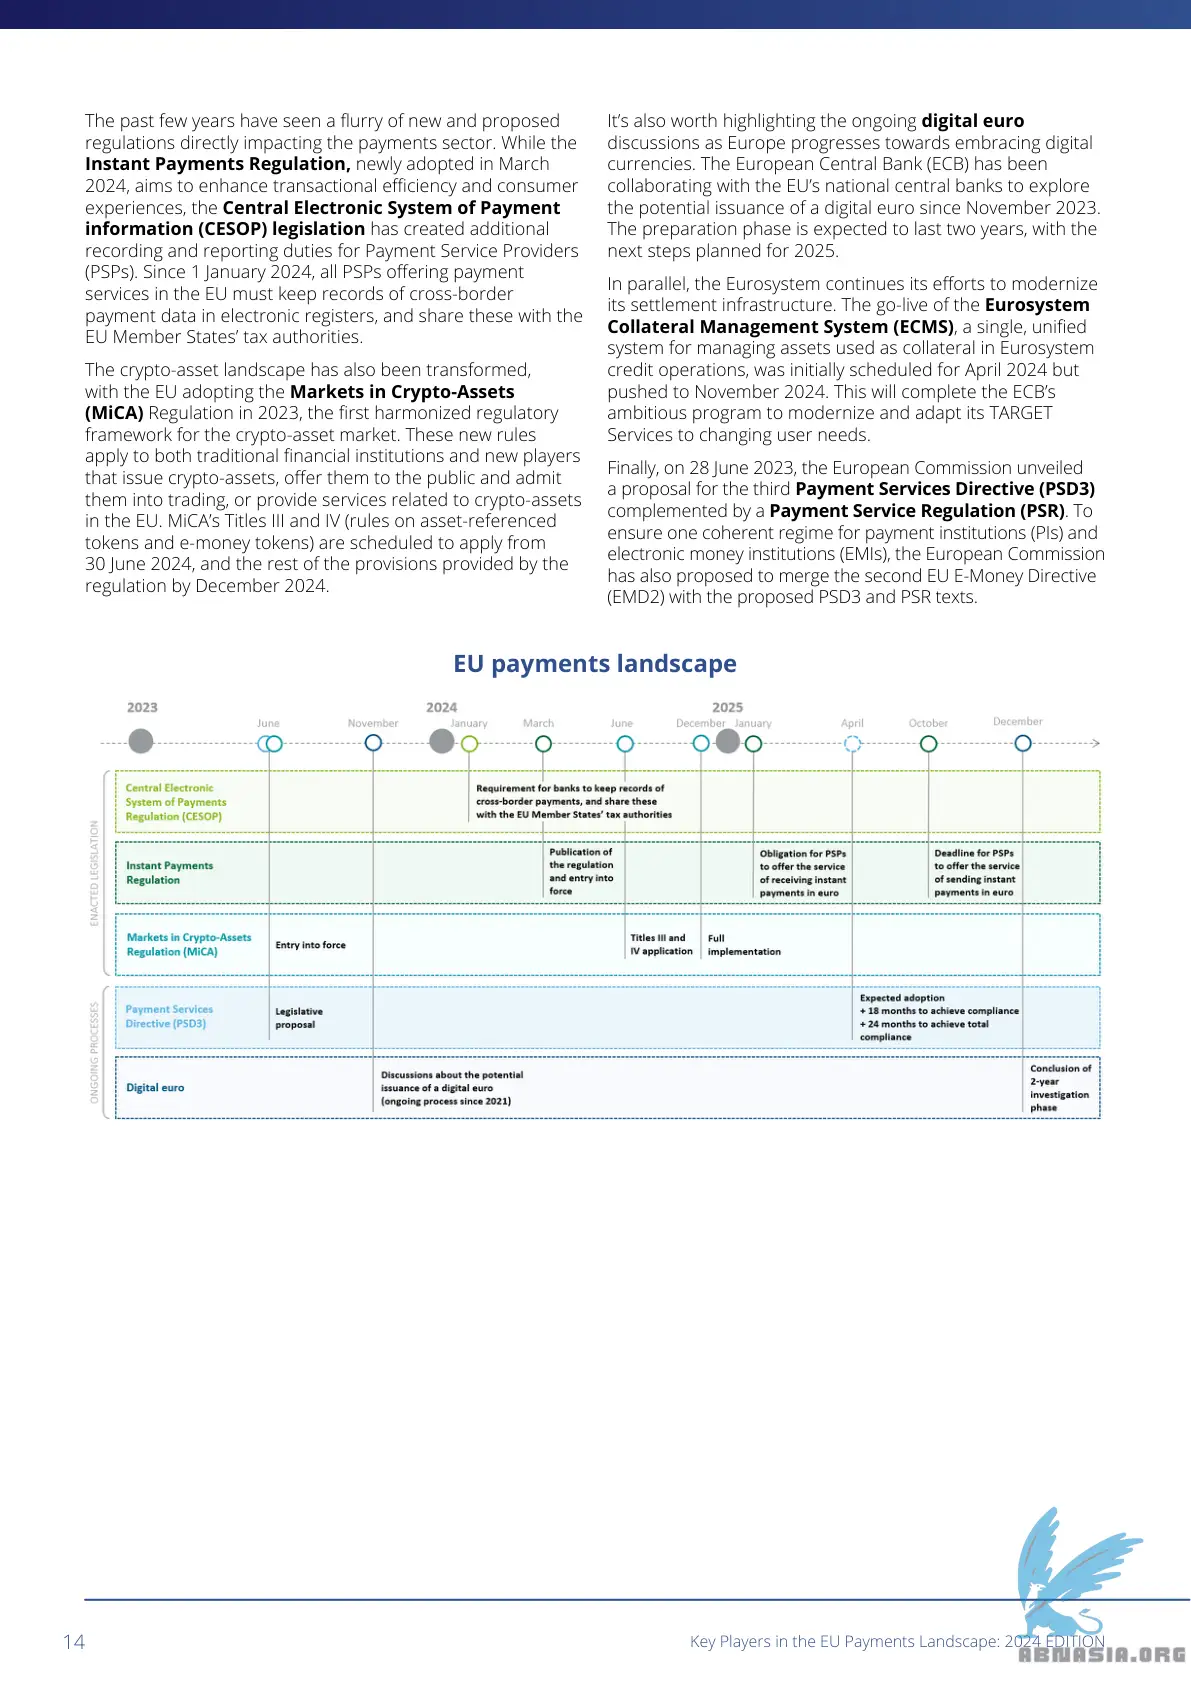 The past few years have seen a flurry of new and proposed
regulations directly impacting the payments sector. While the
Instant Payments Regulation, newly adopted in March
2024, aims to enhance transactional efficiency and consumer
experiences, the Central Electronic System of Payment
information (CESOP) legislation has created additional
recording and reporting duties for Payment Service Providers
(PSPs). Since 1 January 2024, all PSPs offering payment
services in the EU must keep records of cross-border
payment data in electronic registers, and share these with the
EU Member States’ tax authorities.
The crypto-asset landscape has also been transformed,
with the EU adopting the Markets in Crypto-Assets
(MiCA) Regulation in 2023, the first harmonized regulatory
framework for the crypto-asset market. These new rules
apply to both traditional financial institutions and new players
that issue crypto-assets, offer them to the public and admit
them into trading, or provide services related to crypto-assets
in the EU. MiCA’s Titles III and IV (rules on asset-referenced
tokens and e-money tokens) are scheduled to apply from
30 June 2024, and the rest of the provisions provided by the
regulation by December 2024.
It’s also worth highlighting the ongoing digital euro
discussions as Europe progresses towards embracing digital
currencies. The European Central Bank (ECB) has been
collaborating with the EU’s national central banks to explore
the potential issuance of a digital euro since November 2023.
The preparation phase is expected to last two years, with the
next steps planned for 2025.
In parallel, the Eurosystem continues its efforts to modernize
its settlement infrastructure. The go-live of the Eurosystem
Collateral Management System (ECMS), a single, unified
system for managing assets used as collateral in Eurosystem
credit operations, was initially scheduled for April 2024 but
pushed to November 2024. This will complete the ECB’s
ambitious program to modernize and adapt its TARGET
Services to changing user needs.
Finally, on 28 June 2023, the European Commission unveiled
a proposal for the third Payment Services Directive (PSD3)
complemented by a Payment Service Regulation (PSR). To
ensure one coherent regime for payment institutions (PIs) and
electronic money institutions (EMIs), the European Commission
has also proposed to merge the second EU E-Money Directive
(EMD2) with the proposed PSD3 and PSR texts.
EU payments landscape
2023 2024 2025
June November January March June December January April October December
ENACTED LEGISLATION
Central Electronic
System of Payments
Regulation (CESOP)
Requirement for banks to keep records of
cross-border payments, and share these
with the EU Member States’ tax authorities
Instant Payments
Regulation
Publication of
the regulation
and entry into
force
Obligation for PSPs
to offer the service
of receiving instant
payments in euro
Deadline for PSPs
to offer the service
of sending instant
payments in euro
Markets in Crypto-Assets
Regulation (MiCA)
Entry into force
Titles III and
IV application
Full
implementation
ONGOING PROCESSES
Payment Services
Directive (PSD3)
Legislative
proposal
Expected adoption
+ 18 months to achieve compliance
+ 24 months to achieve total
compliance
Digital euro
Discussions about the potential
issuance of a digital euro
(ongoing process since 2021)
Conclusion of
2-year
investigation
phase
14
Key Players in the EU Payments Landscape: 2024 EDITION
ABNASIA.ORG